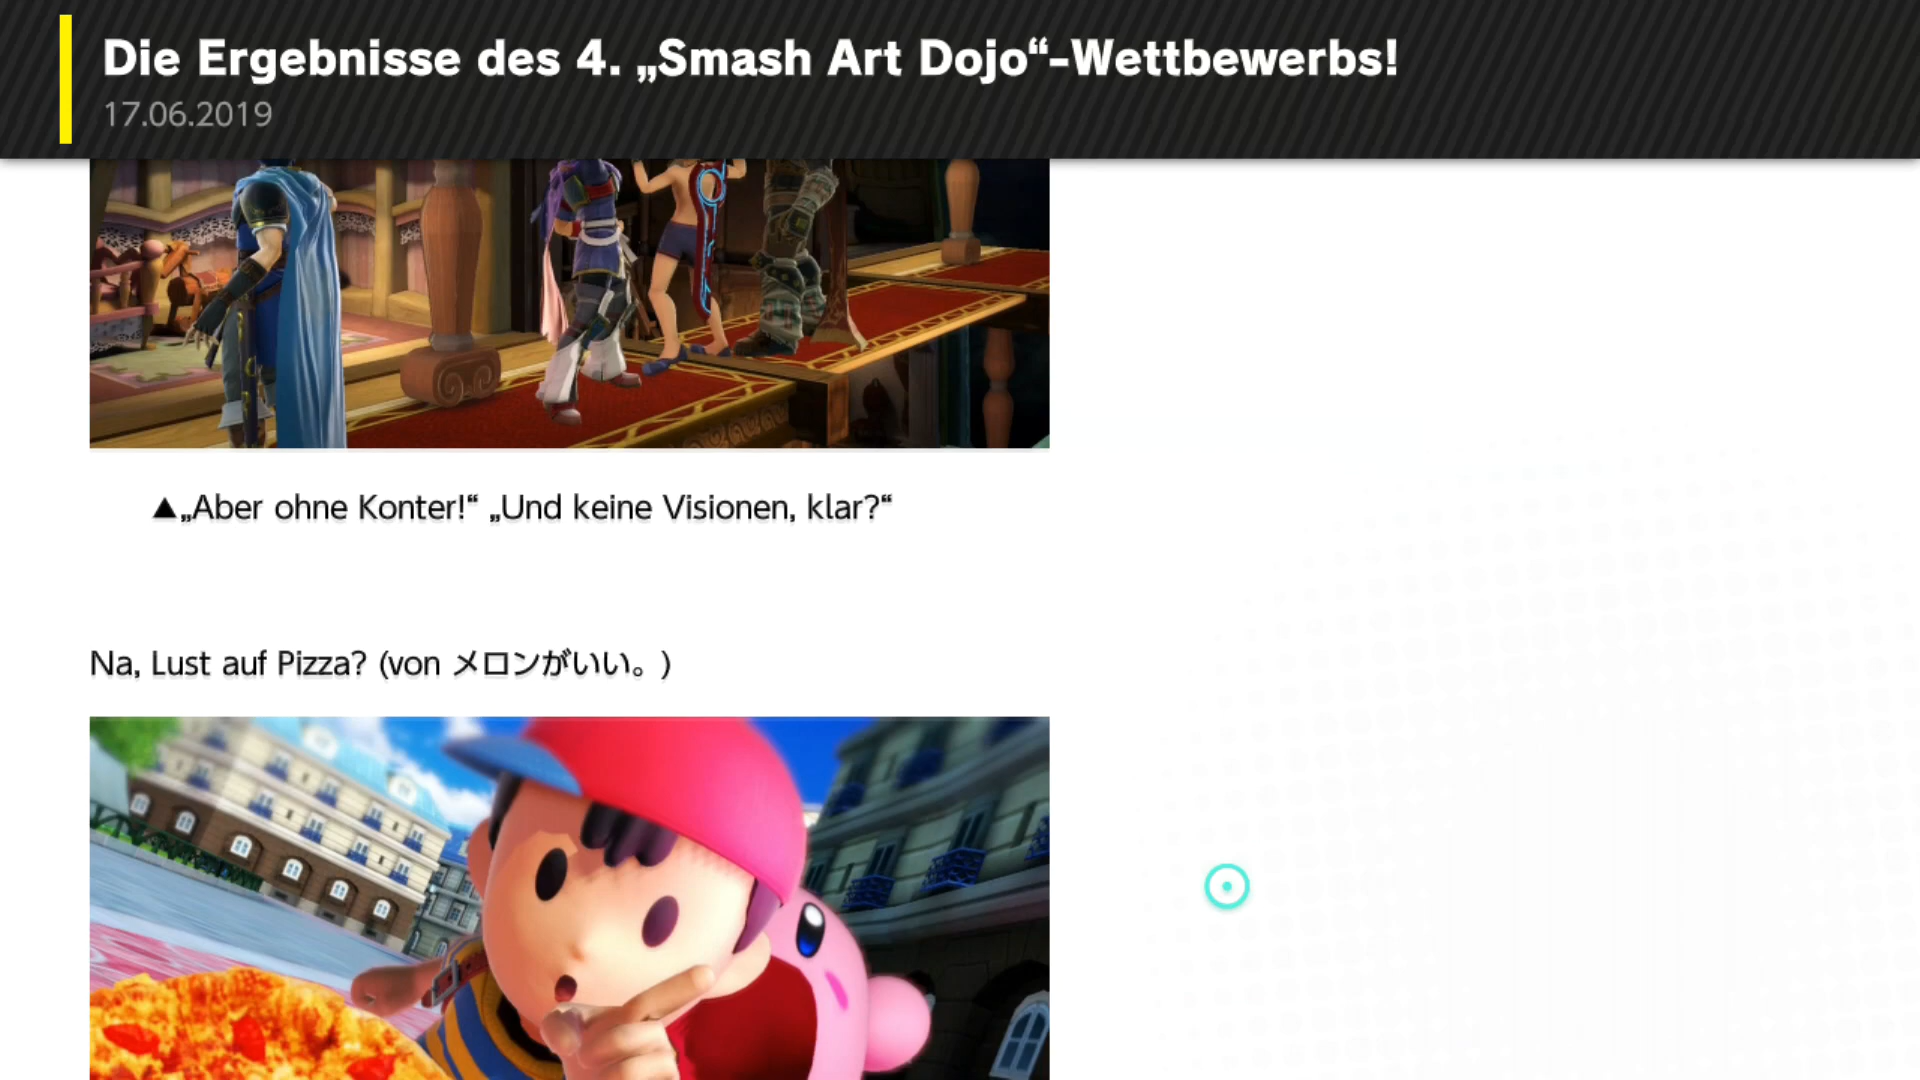 Die Ergebnisse des 4. „Smash Art Dojo“-Wettbewerbs!
17.06.2019
▲„Aber ohne Konter!“ „Und keine Visionen, klar?“
Na, Lust auf Pizza? (von メロンがいい。)